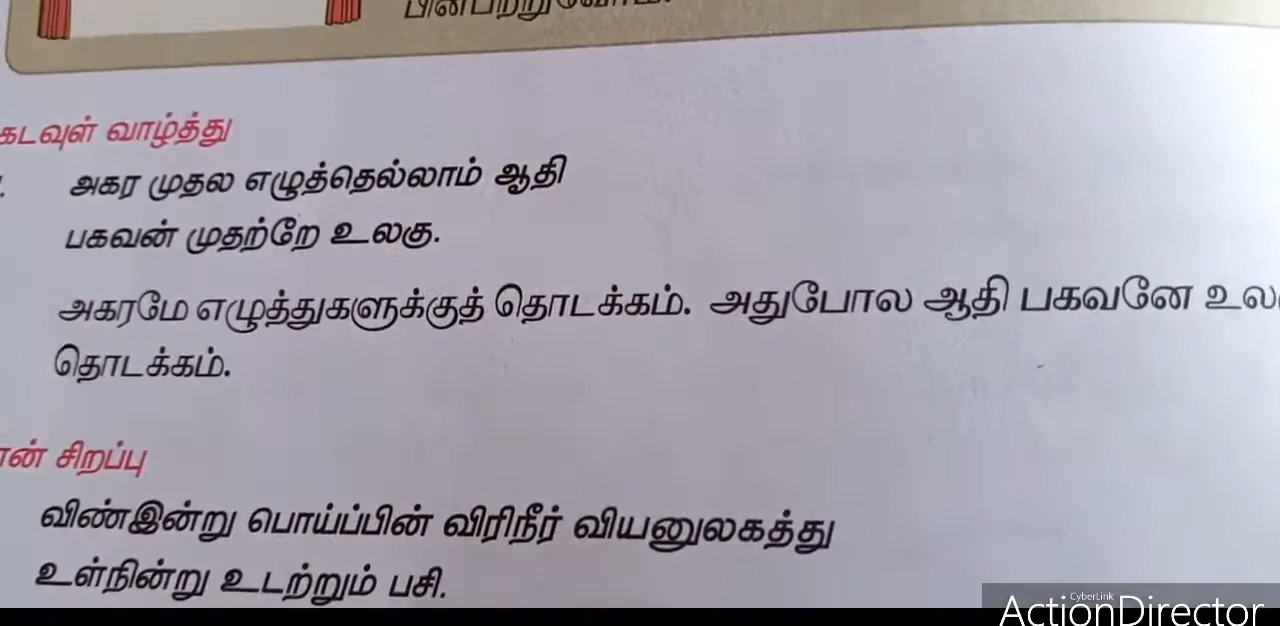 கடவுள் வாழ்த்து
அகர முதல எழுத்தெல்லாம் ஆதி
பகவன் முதற்றே உலகு.
அகரமே எழுத்துகளுக்குத் தொடக்கம். அதுபோல ஆதி பகவனே
தொடக்கம்.
சிறப்பு
விண்இன்று பொய்ப்பின் விரிநீர் வியனுலகத்து
உள்நின்று உடற்றும் பசி.
CyberLink
ActionDirector